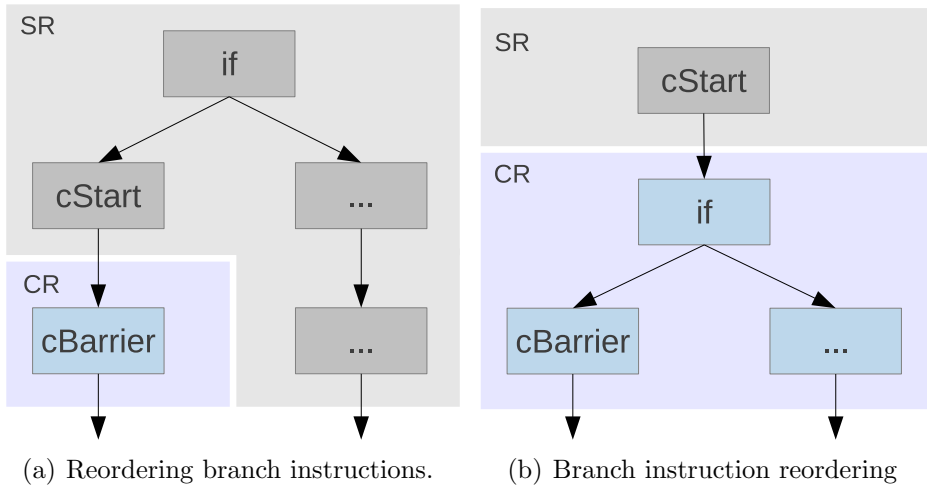 SR
if
cStart
...
CR
cBarrier
...
(a) Reordering branch instructions.
SR
cStart
CR
if
cBarrier
...
(b) Branch instruction reordering